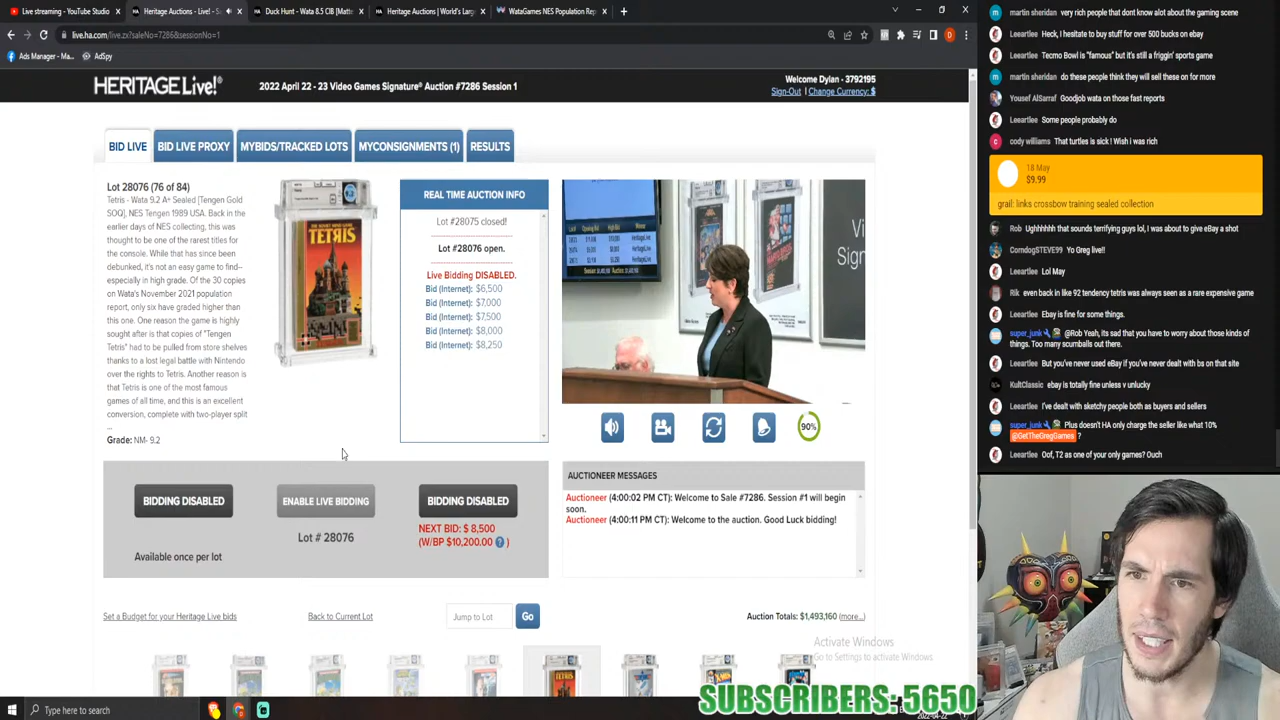 Live streaming - YouTube Studio
Heritage Auctions - Live! - S
Duck Hunt - Wata 8.5 CIB [Matte
Heritage Auctions | World's Larg
WataGames NES Population Rep
live.ha.com/live.zx?saleNo=7286&sessionNo=1
Ads Manager - Ma...
AdSpy
HERITAGE Live!
2022 April 22 - 23 Video Games Signature® Auction #7286 Session 1
Welcome Dylan - 3792195
Sign-Out | Change Currency: $
BID LIVE
BID LIVE PROXY
MYBIDS/TRACKED LOTS
MYCONSIGNMENTS (1)
RESULTS
Lot 28076 (76 of 84)
Tetris - Wata 9.2 A+ Sealed [Tengen Gold
SOQ], NES Tengen 1989 USA. Back in the
earlier days of NES collecting, this was
thought to be one of the rarest titles for
the console. While that has since been
debunked, it's not an easy game to find--
especially in high grade. Of the 30 copies
on Wata's November 2021 population
report, only six have graded higher than
this one. One reason the game is highly
sought after is that copies of "Tengen
Tetris" had to be pulled from store shelves
thanks to a lost legal battle with Nintendo
over the rights to Tetris. Another reason is
that Tetris is one of the most famous
games of all time, and this is an excellent
conversion, complete with two-player split
...
Grade: NM- 9.2
TETRIS
REAL TIME AUCTION INFO
Lot #28075 closed!
Lot #28076 open.
Live Bidding DISABLED.
Bid (Internet): $6,500
Bid (Internet): $7,000
Bid (Internet): $7,500
Bid (Internet): $8,000
Bid (Internet): $8,250
Vi
Sign
90%
BIDDING DISABLED
Available once per lot
ENABLE LIVE BIDDING
Lot # 28076
BIDDING DISABLED
NEXT BID: $ 8,500
(W/BP $10,200.00 ? )
AUCTIONEER MESSAGES
Auctioneer (4:00:02 PM CT): Welcome to Sale #7286. Session #1 will begin
soon.
Auctioneer (4:00:11 PM CT): Welcome to the auction. Good Luck bidding!
Set a Budget for your Heritage Live bids
Back to Current Lot
Jump to Lot
Go
Auction Totals: $1,493,160 (more...)
Activate Windows
Go to Settings to activate Windows
Type here to search
SUBSCRIBERS: 5650
martin sheridan very rich people that dont know alot about the gaming scene
Leeartlee Heck, I hesitate to buy stuff for over 500 bucks on ebay
Leeartlee Tecmo Bowl is "famous" but it's still a friggin' sports game
martin sheridan do these people think they will sell these on for more
Yousef AlSarraf Goodjob wata on those fast reports
Leeartlee Some people probably do
cody williams That turtles is sick ! Wish i was rich
18 May
$9.99
grail: links crossbow training sealed collection
Rob Ughhhhhh that sounds terrifying guys lol, I was about to give eBay a shot
CorndogSTEVE99 Yo Greg live!!
Leeartlee Lol May
Rik even back in like 92 tendency tetris was always seen as a rare expensive game
Leeartlee Ebay is fine for some things.
super_junk @Rob Yeah, its sad that you have to worry about those kinds of
things. Too many scumballs out there.
Leeartlee But you've never used eBay if you've never dealt with bs on that site
KultClassic ebay is totally fine unless v unlucky
Leeartlee I've dealt with sketchy people both as buyers and sellers
super_junk Plus doesn't HA only charge the seller like what 10%
@GetTheGregGames ?
Leeartlee Oof, T2 as one of your only games? Ouch